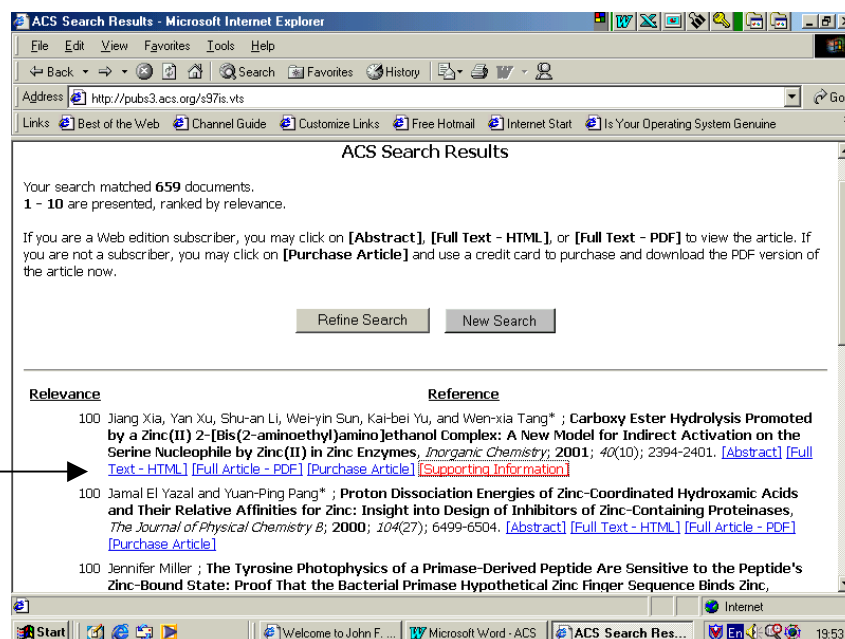 ACS Search Results - Microsoft Internet Explorer
File Edit View Favorites Tools Help
Back Search Favorites History
Address http://pubs3.acs.org/s97is.vts Go
Links Best of the Web Channel Guide Customize Links Free Hotmail Internet Start Is Your Operating System Genuine
ACS Search Results
Your search matched 659 documents.
1 - 10 are presented, ranked by relevance.
If you are a Web edition subscriber, you may click on [Abstract], [Full Text - HTML], or [Full Text - PDF] to view the article. If
you are not a subscriber, you may click on [Purchase Article] and use a credit card to purchase and download the PDF version of
the article now.
Refine Search New Search
Relevance Reference
100 Jiang Xia, Yan Xu, Shu-an Li, Wei-yin Sun, Kai-bei Yu, and Wen-xia Tang* ; Carboxy Ester Hydrolysis Promoted
by a Zinc(II) 2-[Bis(2-aminoethyl)amino]ethanol Complex: A New Model for Indirect Activation on the
Serine Nucleophile by Zinc(II) in Zinc Enzymes, Inorganic Chemistry; 2001; 40(10); 2394-2401. [Abstract] [Full
Text - HTML] [Full Article - PDF] [Purchase Article] [Supporting Information]
100 Jamal El Yazal and Yuan-Ping Pang* ; Proton Dissociation Energies of Zinc-Coordinated Hydroxamic Acids
and Their Relative Affinities for Zinc: Insight into Design of Inhibitors of Zinc-Containing Proteinases,
The Journal of Physical Chemistry B; 2000; 104(27); 6499-6504. [Abstract] [Full Text - HTML] [Full Article - PDF]
[Purchase Article]
100 Jennifer Miller ; The Tyrosine Photophysics of a Primase-Derived Peptide Are Sensitive to the Peptide's
Zinc-Bound State: Proof That the Bacterial Primase Hypothetical Zinc Finger Sequence Binds Zinc,
Internet
Start Welcome to John F. ... Microsoft Word - ACS ACS Search Res... En 19:53